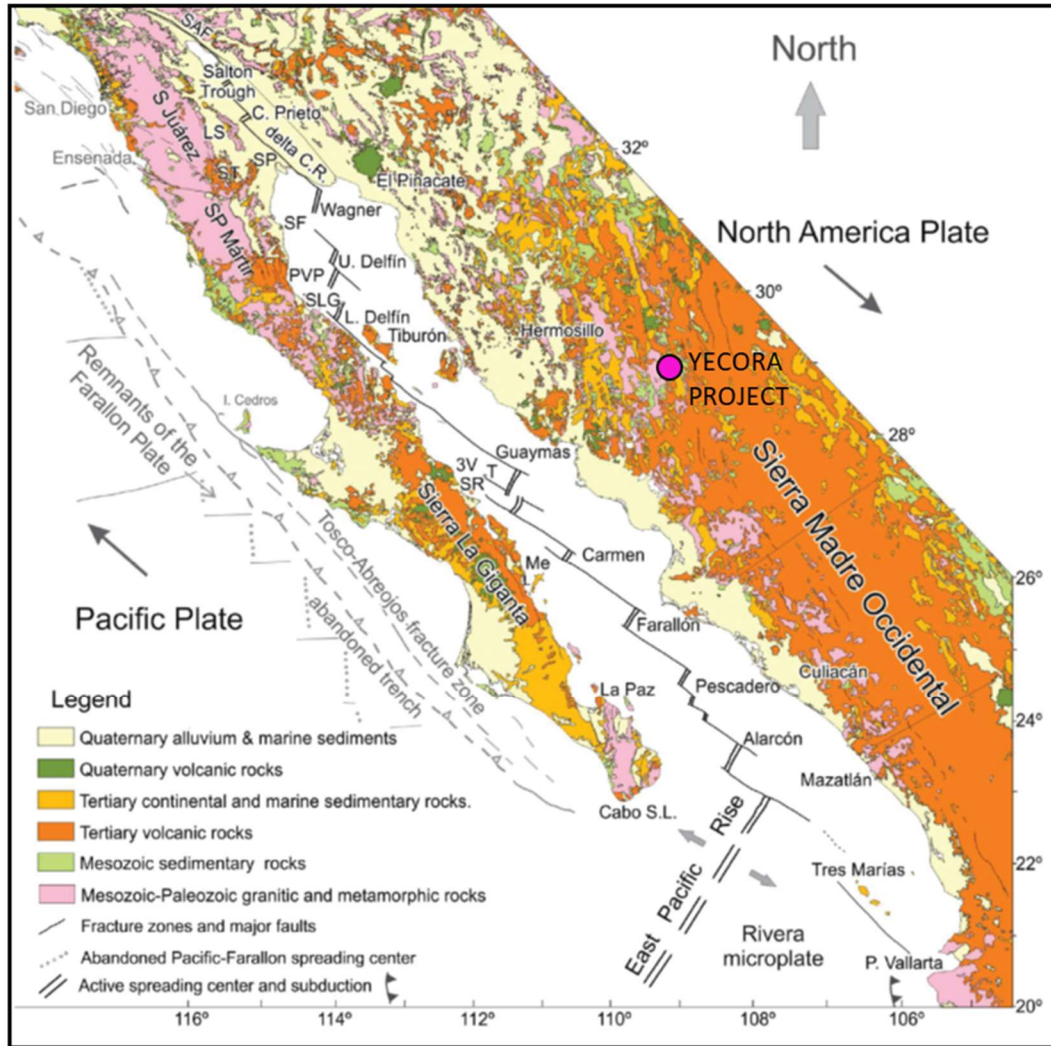 SAF
North
Salton
Trough
San Diego
S Juárez
C. Prieto
LS
delta C.R.
32°
Ensenada
SP
ST
El Pinacate
Wagner
SP Mártir
SF
North America Plate
U. Delfín
PVP
30°
SLG
L. Delfín
Tiburón
Hermosillo
YECORA
PROJECT
Remnants of the
Farallon Plate
I. Cedros
28°
Guaymas
3V
T
SR
Sierra La Giganta
Sierra Madre Occidental
Tosco-Abreojos fracture zone
abandoned trench
Carmen
Me
L
26°
Pacific Plate
Farallón
Culiacán
La Paz
Pescadero
24°
Legend
Quaternary alluvium & marine sediments
Quaternary volcanic rocks
Tertiary continental and marine sedimentary rocks.
Tertiary volcanic rocks
Mesozoic sedimentary rocks
Mesozoic-Paleozoic granitic and metamorphic rocks
Fracture zones and major faults
Abandoned Pacific-Farallon spreading center
Active spreading center and subduction
Alarcón
Mazatlán
Cabo S.L.
East Pacific Rise
22°
Tres Marías
Rivera
microplate
P. Vallarta
20°
116°
114°
112°
110°
108°
106°